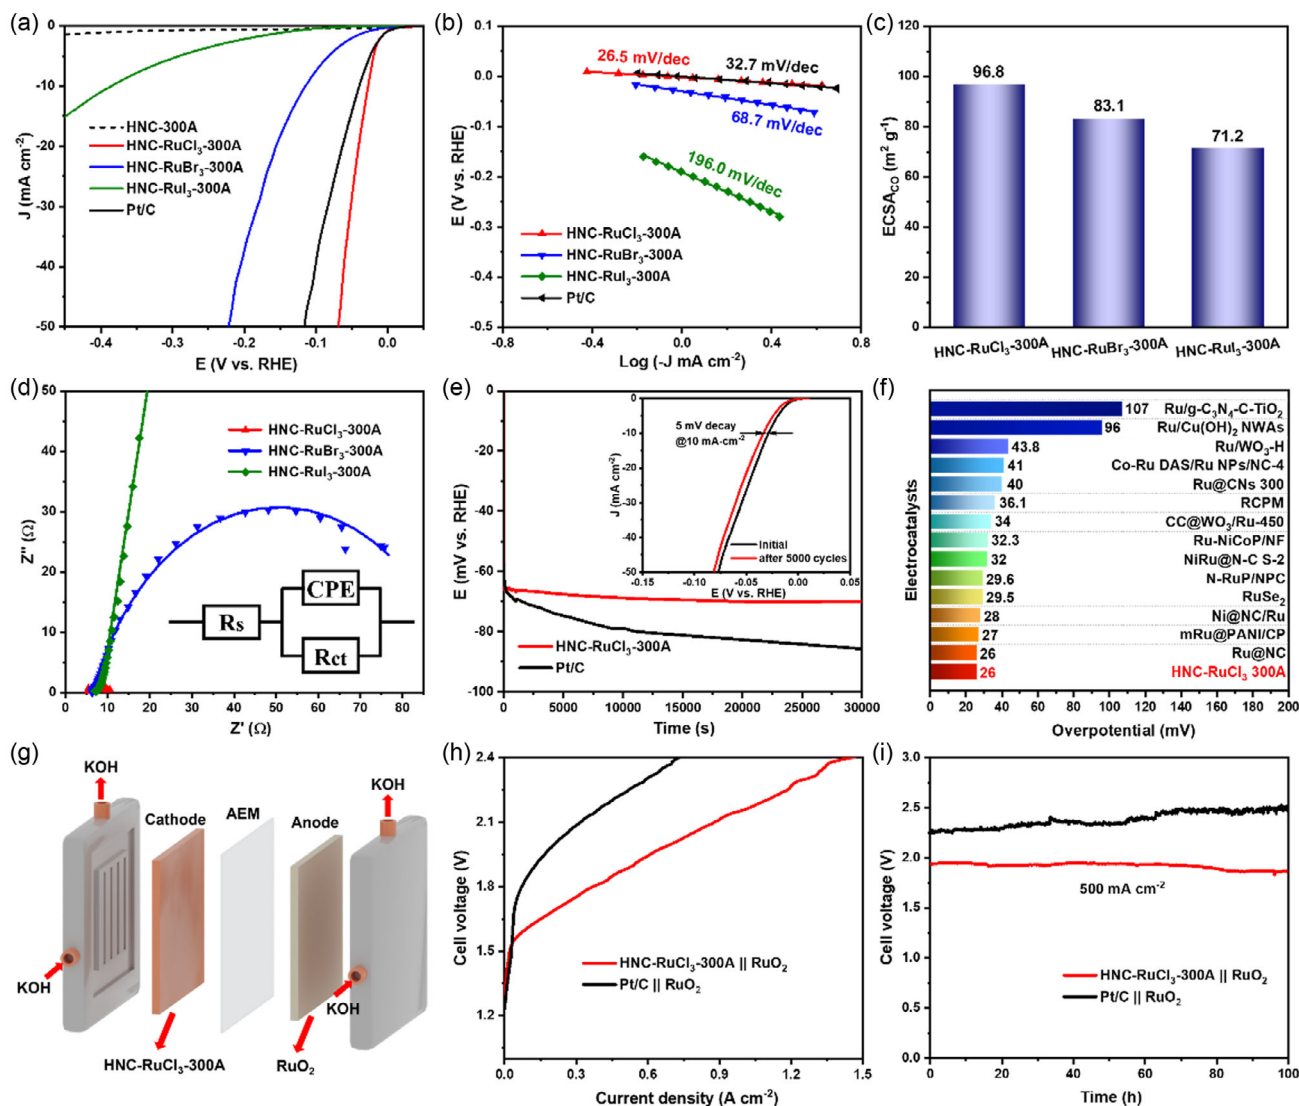 (a)
0
-10
-20
-30
-40
-50
J (mA cm⁻²)
HNC-300A
HNC-RuCl₃-300A
HNC-RuBr₃-300A
HNC-RuI₃-300A
Pt/C
-0.4
-0.3
-0.2
-0.1
0.0
E (V vs. RHE)
(b)
0.1
0.0
-0.1
-0.2
-0.3
-0.4
-0.5
E (V vs. RHE)
26.5 mV/dec
32.7 mV/dec
68.7 mV/dec
196.0 mV/dec
HNC-RuCl₃-300A
HNC-RuBr₃-300A
HNC-RuI₃-300A
Pt/C
-0.8
-0.4
0.0
0.4
0.8
Log (-J mA cm⁻²)
(c)
120
100
80
60
40
20
0
ECSA_CO (m² g⁻¹)
96.8
83.1
71.2
HNC-RuCl₃-300A
HNC-RuBr₃-300A
HNC-RuI₃-300A
(d)
50
40
30
20
10
0
Z'' (Ω)
HNC-RuCl₃-300A
HNC-RuBr₃-300A
HNC-RuI₃-300A
CPE
Rs
Rct
0
10
20
30
40
50
60
70
80
Z' (Ω)
(e)
0
-20
-40
-60
-80
-100
E (mV vs. RHE)
0
-10
-20
-30
-40
-50
J (mA cm⁻²)
5 mV decay
@10 mA·cm⁻²
Initial
after 5000 cycles
-0.15
-0.10
-0.05
0.00
0.05
E (V vs. RHE)
HNC-RuCl₃-300A
Pt/C
0
5000
10000
15000
20000
25000
30000
Time (s)
(f)
Electrocatalysts
107 Ru/g-C₃N₄-C-TiO₂
96 Ru/Cu(OH)₂ NWAs
43.8 Ru/WO₃-H
41 Co-Ru DAS/Ru NPs/NC-4
40 Ru@CNs 300
36.1 RCPM
34 CC@WO₃/Ru-450
32.3 Ru-NiCoP/NF
32 NiRu@N-C S-2
29.6 N-RuP/NPC
29.5 RuSe₂
28 Ni@NC/Ru
27 mRu@PANI/CP
26 Ru@NC
26 HNC-RuCl₃ 300A
0
20
40
60
80
100
120
140
160
180
200
Overpotential (mV)
(g)
KOH
KOH
Cathode
AEM
Anode
KOH
KOH
HNC-RuCl₃-300A
RuO₂
(h)
2.4
2.1
1.8
1.5
1.2
Cell voltage (V)
HNC-RuCl₃-300A || RuO₂
Pt/C || RuO₂
0.0
0.3
0.6
0.9
1.2
1.5
Current density (A cm⁻²)
(i)
3.0
2.5
2.0
1.5
1.0
0.5
0.0
Cell voltage (V)
500 mA cm⁻²
HNC-RuCl₃-300A || RuO₂
Pt/C || RuO₂
0
20
40
60
80
100
Time (h)